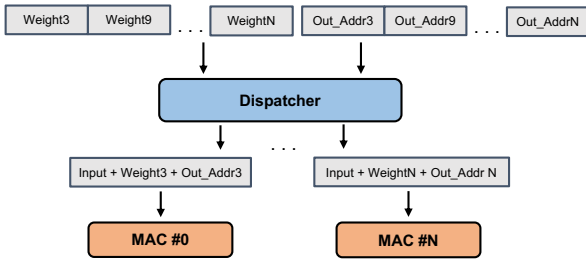 Weight3 Weight9 . . . WeightN Out_Addr3 Out_Addr9 . . . Out_AddrN
Dispatcher
. . .
Input + Weight3 + Out_Addr3 Input + WeightN + Out_Addr N
MAC #0 MAC #N